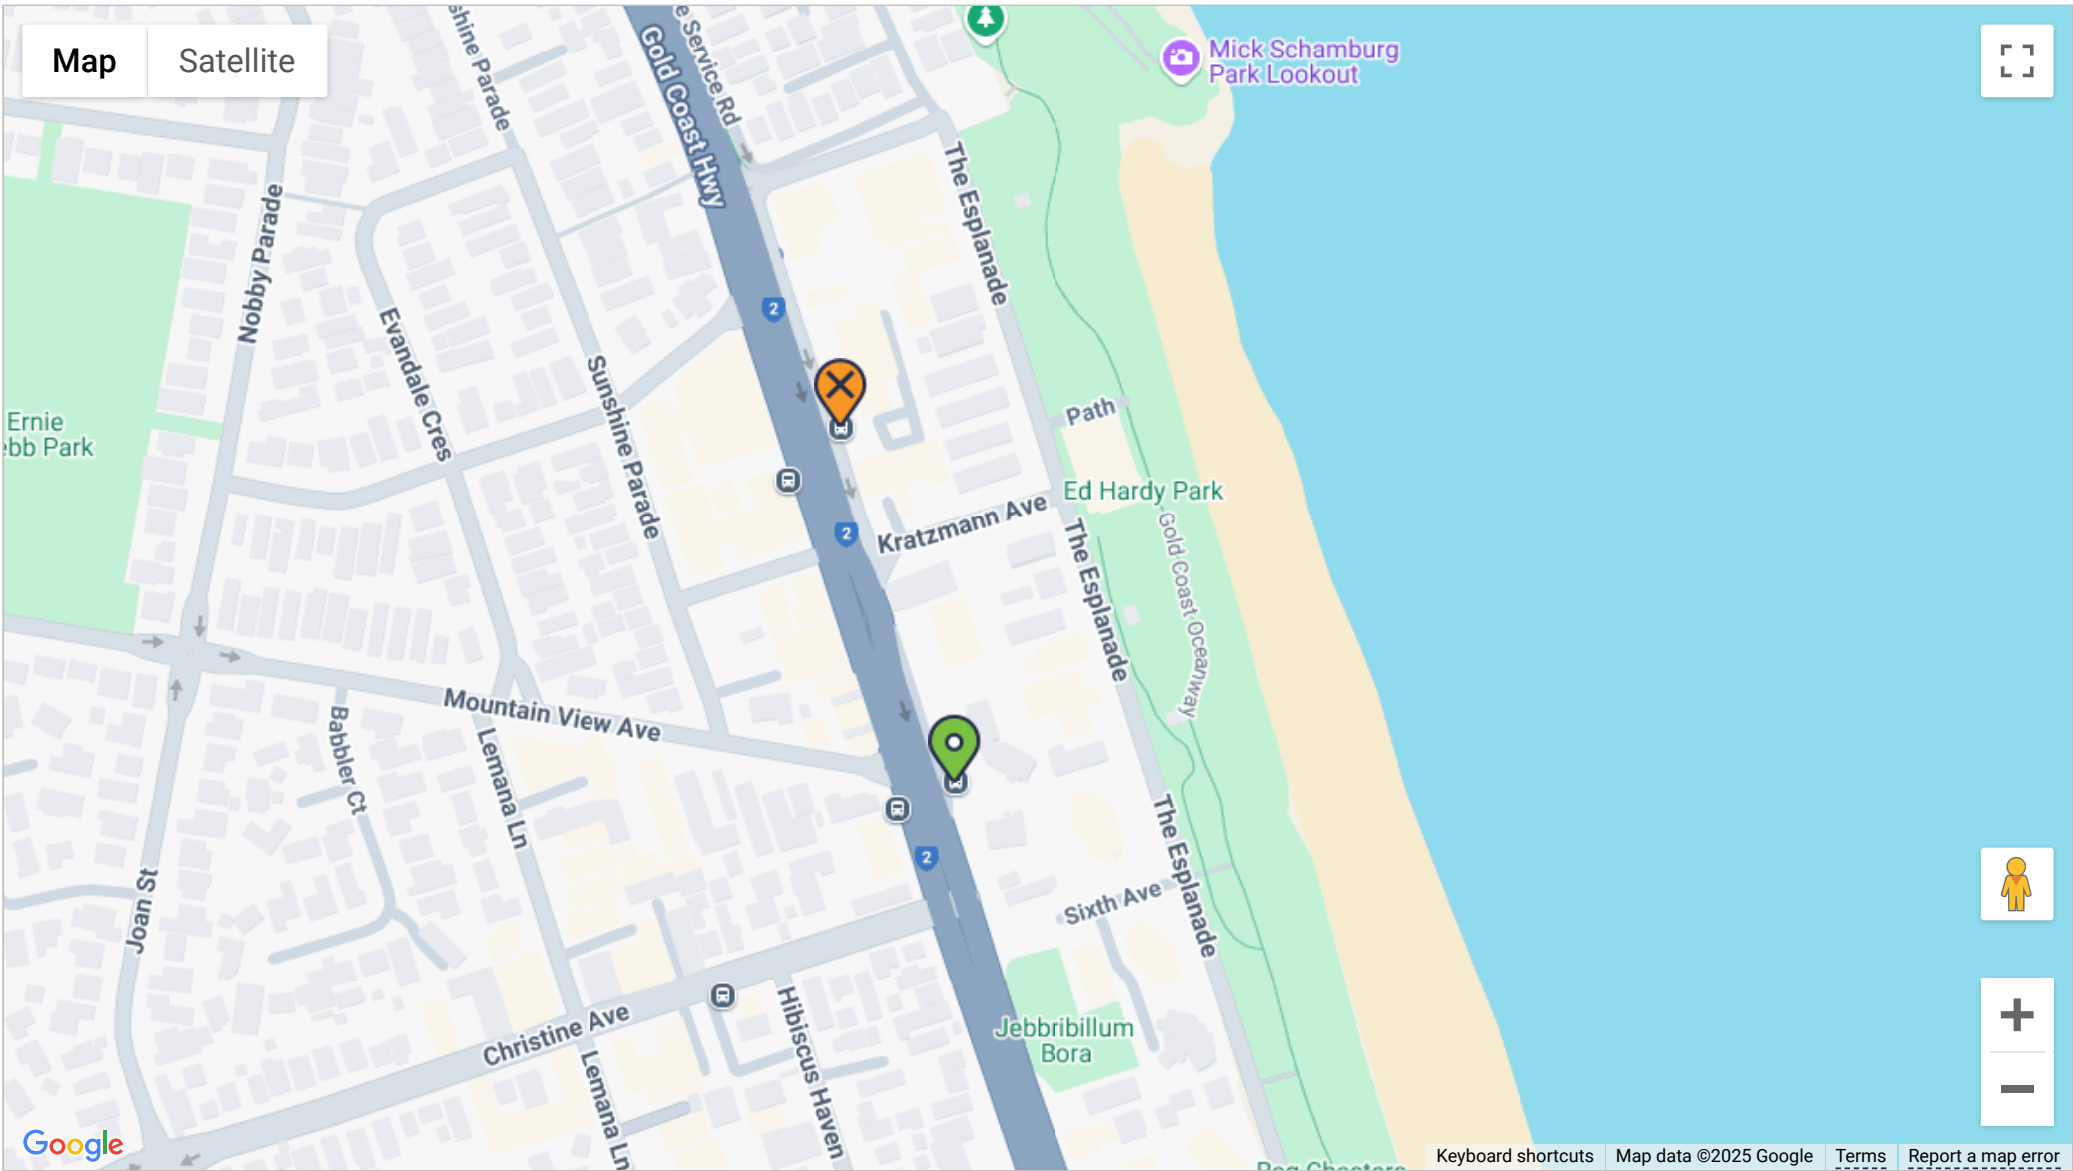 Map
Satellite
shine Parade
e Service Rd
Gold Coast Hwy
Mick Schamburg
Park Lookout
The Esplanade
Nobby Parade
2
Evandale Cres
Sunshine Parade
Ernie
ebb Park
Path
Ed Hardy Park
2
Kratzmann Ave
The Esplanade
Gold Coast Oceanway
Mountain View Ave
Babbler Ct
Lemana Ln
The Esplanade
2
Joan St
Sixth Ave
Christine Ave
Hibiscus Haven
Jebbribillum
Bora
Lemana Ln
Google
Keyboard shortcuts
Map data ©2025 Google
Terms
Report a map error